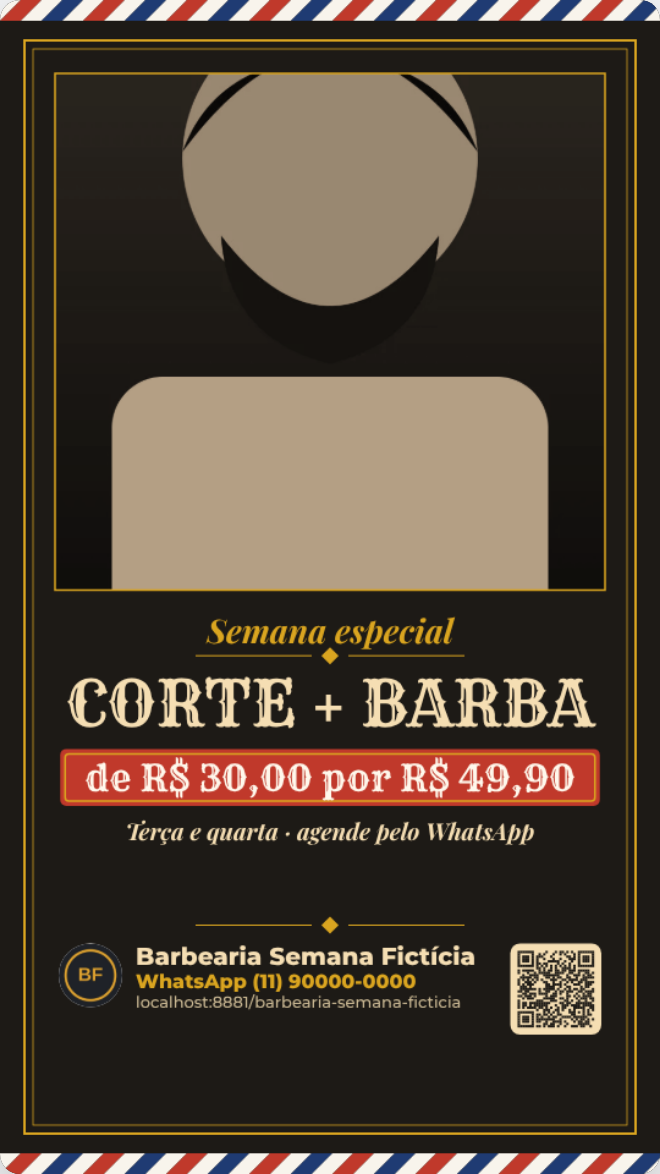 Semana especial
CORTE + BARBA
de R$ 30,00 por R$ 49,90
Terça e quarta · agende pelo WhatsApp
BF
Barbearia Semana Fictícia
WhatsApp (11) 90000-0000
localhost:8881/barbearia-semana-ficticia